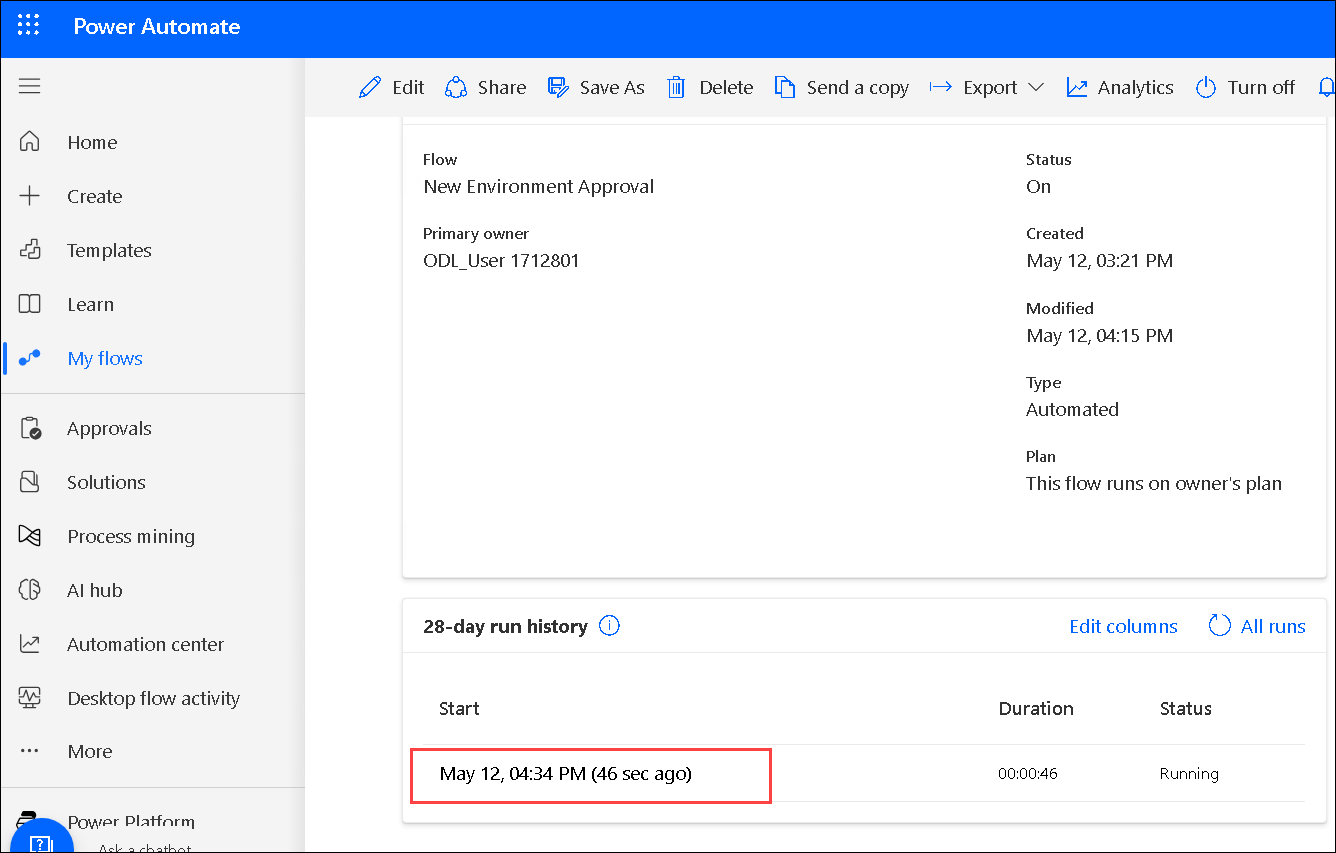 Power Automate
Edit Share Save As Delete Send a copy Export Analytics Turn off
Home
Create
Templates
Learn
My flows
Approvals
Solutions
Process mining
AI hub
Automation center
Desktop flow activity
More
Power Platform
Ask a chatbot
Flow
New Environment Approval
Primary owner
ODL_User 1712801
Status
On
Created
May 12, 03:21 PM
Modified
May 12, 04:15 PM
Type
Automated
Plan
This flow runs on owner's plan
28-day run history Edit columns All runs
Start Duration Status
May 12, 04:34 PM (46 sec ago) 00:00:46 Running